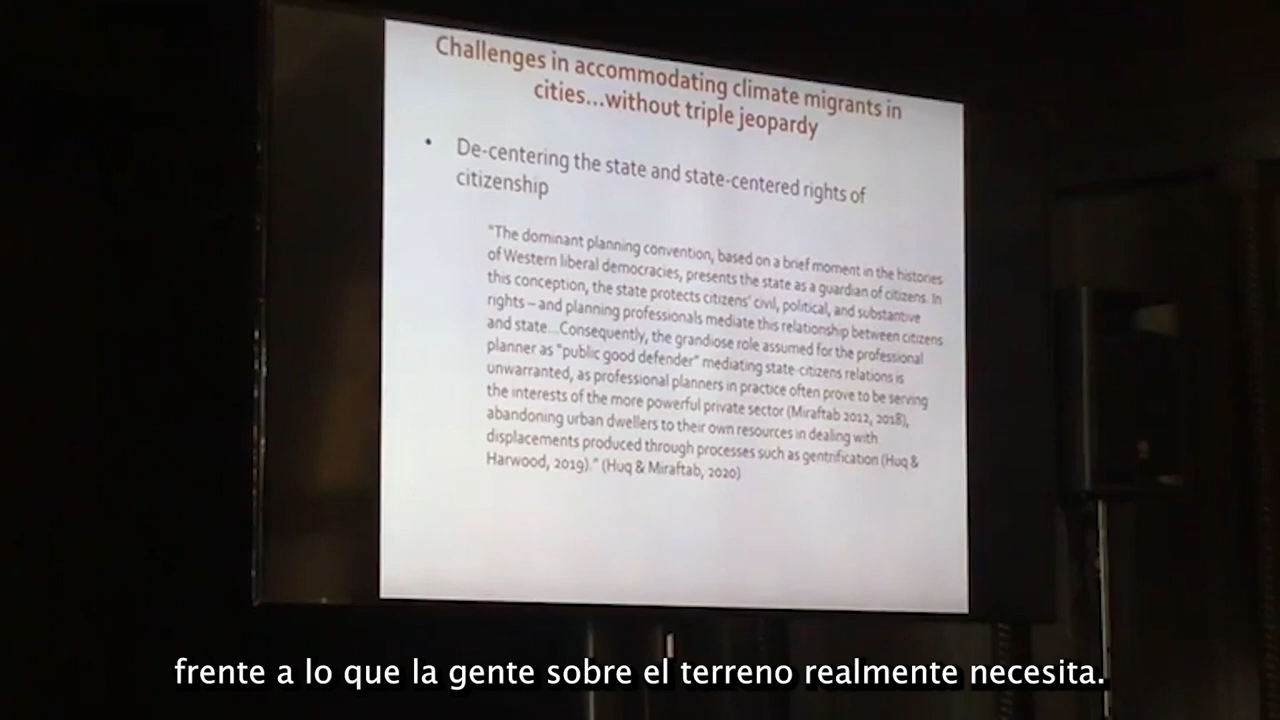 Challenges in accommodating climate migrants in
cities...without triple jeopardy
• De-centering the state and state-centered rights of
citizenship
"The dominant planning convention, based on a brief moment in the histories
of Western liberal democracies, presents the state as a guardian of citizens. In
this conception, the state protects citizens' civil, political, and substantive
rights – and planning professionals mediate this relationship between citizens
and state...Consequently, the grandiose role assumed for the professional
planner as "public good defender" mediating state-citizens relations is
unwarranted, as professional planners in practice often prove to be serving
the interests of the more powerful private sector (Miraftab 2012, 2018),
abandoning urban dwellers to their own resources in dealing with
displacements produced through processes such as gentrification (Huq &
Harwood, 2019)." (Huq & Miraftab, 2020)
frente a lo que la gente sobre el terreno realmente necesita.